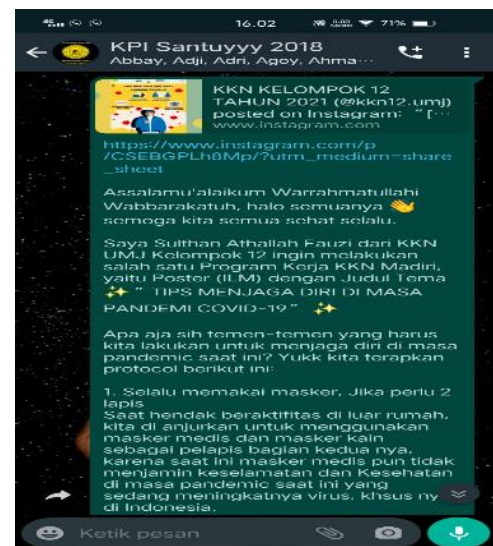 16.02
71%
KPI Santuyyy 2018
Abbay, Adji, Adri, Agoy, Ahma...
KKN KELOMPOK 12
TAHUN 2021 (@kkn12.umj)
posted on Instagram: "[...
www.instagram.com
https://www.instagram.com/p
/CSEBGPLh8Mp/?utm_medium=share
_sheet
Assalamu'alaikum Warrahmatullahi
Wabbarakatuh, halo semuanya 👋
semoga kita semua sehat selalu.
Saya Sulthan Athallah Fauzi dari KKN
UMJ Kelompok 12 ingin melakukan
salah satu Program Kerja KKN Madiri,
yaitu Poster (ILM) dengan Judul Tema
✨ " TIPS MENJAGA DIRI DI MASA
PANDEMI COVID-19" ✨
Apa aja sih temen-temen yang harus
kita lakukan untuk menjaga diri di masa
pandemic saat ini? Yukk kita terapkan
protocol berikut ini:
1. Selalu memakai masker, Jika perlu 2
lapis
Saat hendak beraktifitas di luar rumah,
kita di anjurkan untuk menggunakan
masker medis dan masker kain
sebagai pelapis bagian kedua nya,
karena saat ini masker medis pun tidak
menjamin keselamatan dan Kesehatan
di masa pandemic saat ini yang
sedang meningkatnya virus, khsus ny
di Indonesia.
Ketik pesan